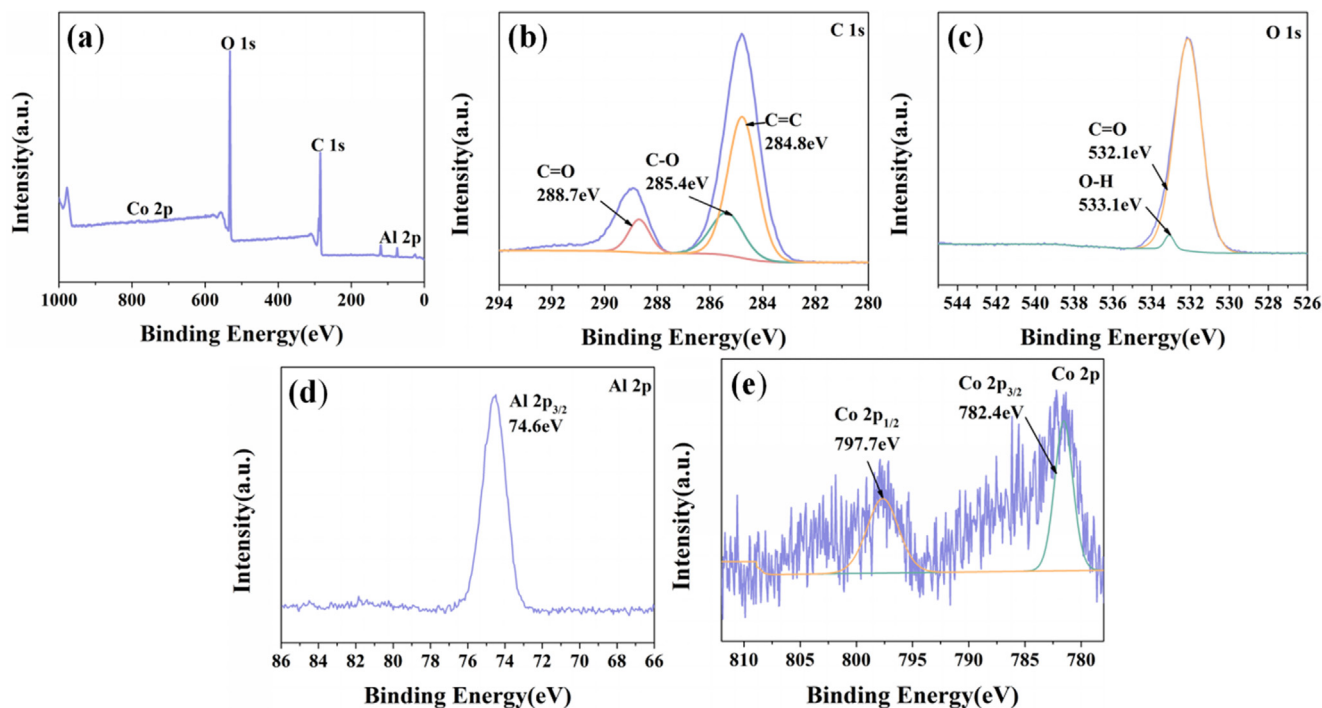 (a)
O 1s
C 1s
Co 2p
Al 2p
1000 800 600 400 200 0
Binding Energy(eV)
Intensity(a.u.)
(b)
C 1s
C=C
284.8eV
C-O
285.4eV
C=O
288.7eV
294 292 290 288 286 284 282 280
Binding Energy(eV)
Intensity(a.u.)
(c)
O 1s
C=O
532.1eV
O-H
533.1eV
544 542 540 538 536 534 532 530 528 526
Binding Energy(eV)
Intensity(a.u.)
(d)
Al 2p
Al 2p3/2
74.6eV
86 84 82 80 78 76 74 72 70 68 66
Binding Energy(eV)
Intensity(a.u.)
(e)
Co 2p
Co 2p3/2
782.4eV
Co 2p1/2
797.7eV
810 805 800 795 790 785 780
Binding Energy(eV)
Intensity(a.u.)